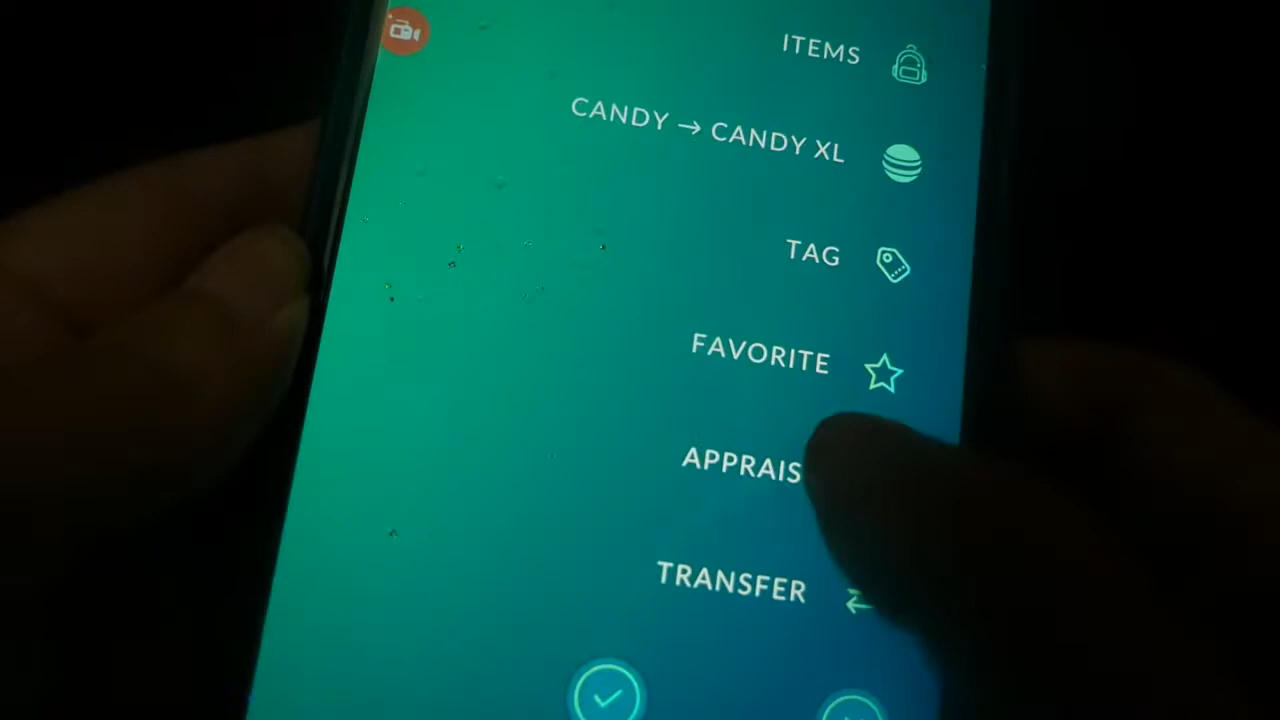 ITEMS
CANDY → CANDY XL
TAG
FAVORITE
APPRAIS
TRANSFER